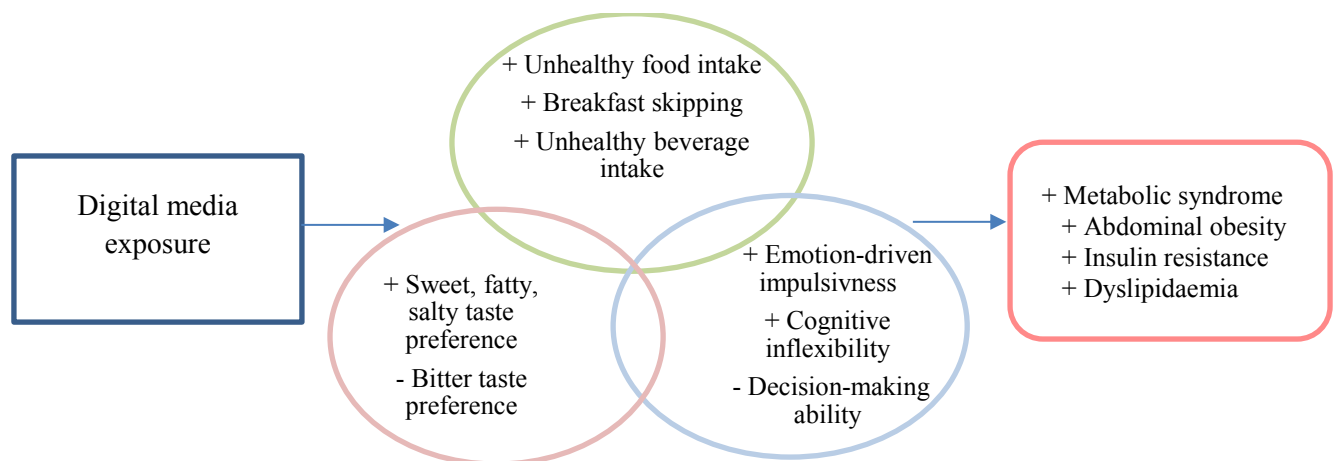 Digital media
exposure
+ Unhealthy food intake
+ Breakfast skipping
+ Unhealthy beverage
intake
+ Sweet, fatty,
salty taste
preference
- Bitter taste
preference
+ Emotion-driven
impulsivness
+ Cognitive
inflexibility
- Decision-making
ability
+ Metabolic syndrome
+ Abdominal obesity
+ Insulin resistance
+ Dyslipidaemia